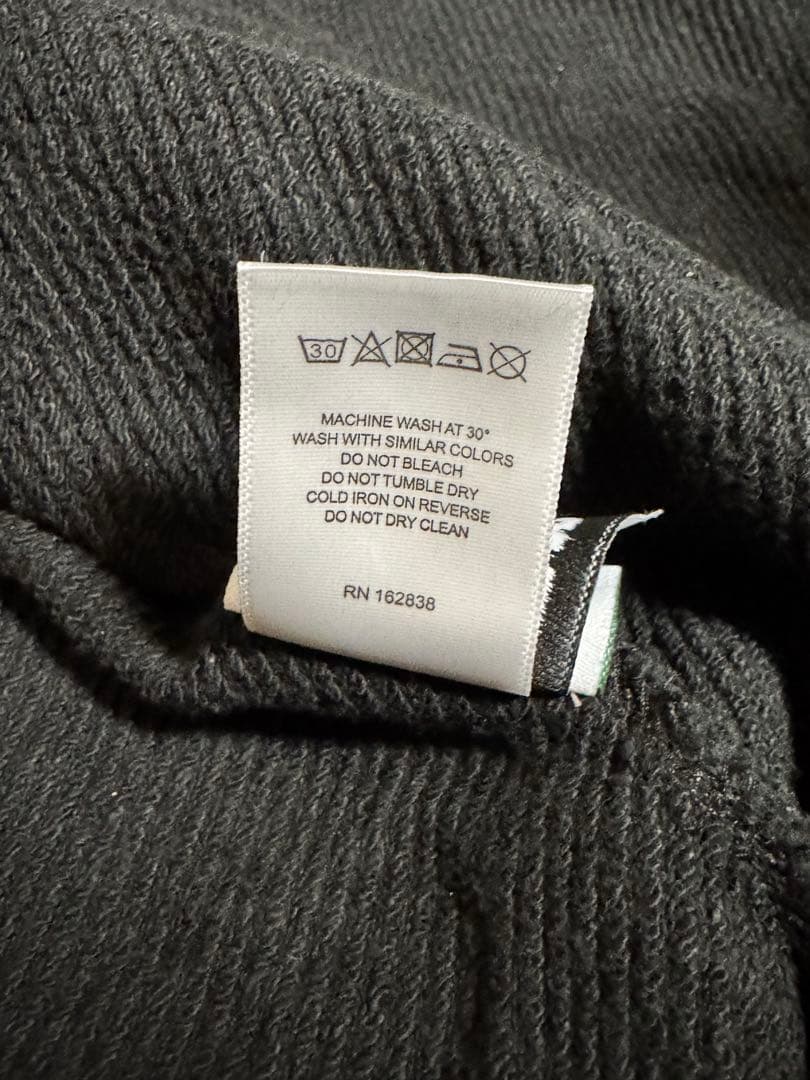 30
MACHINE WASH AT 30°
WASH WITH SIMILAR COLORS
DO NOT BLEACH
DO NOT TUMBLE DRY
COLD IRON ON REVERSE
DO NOT DRY CLEAN
RN 162838